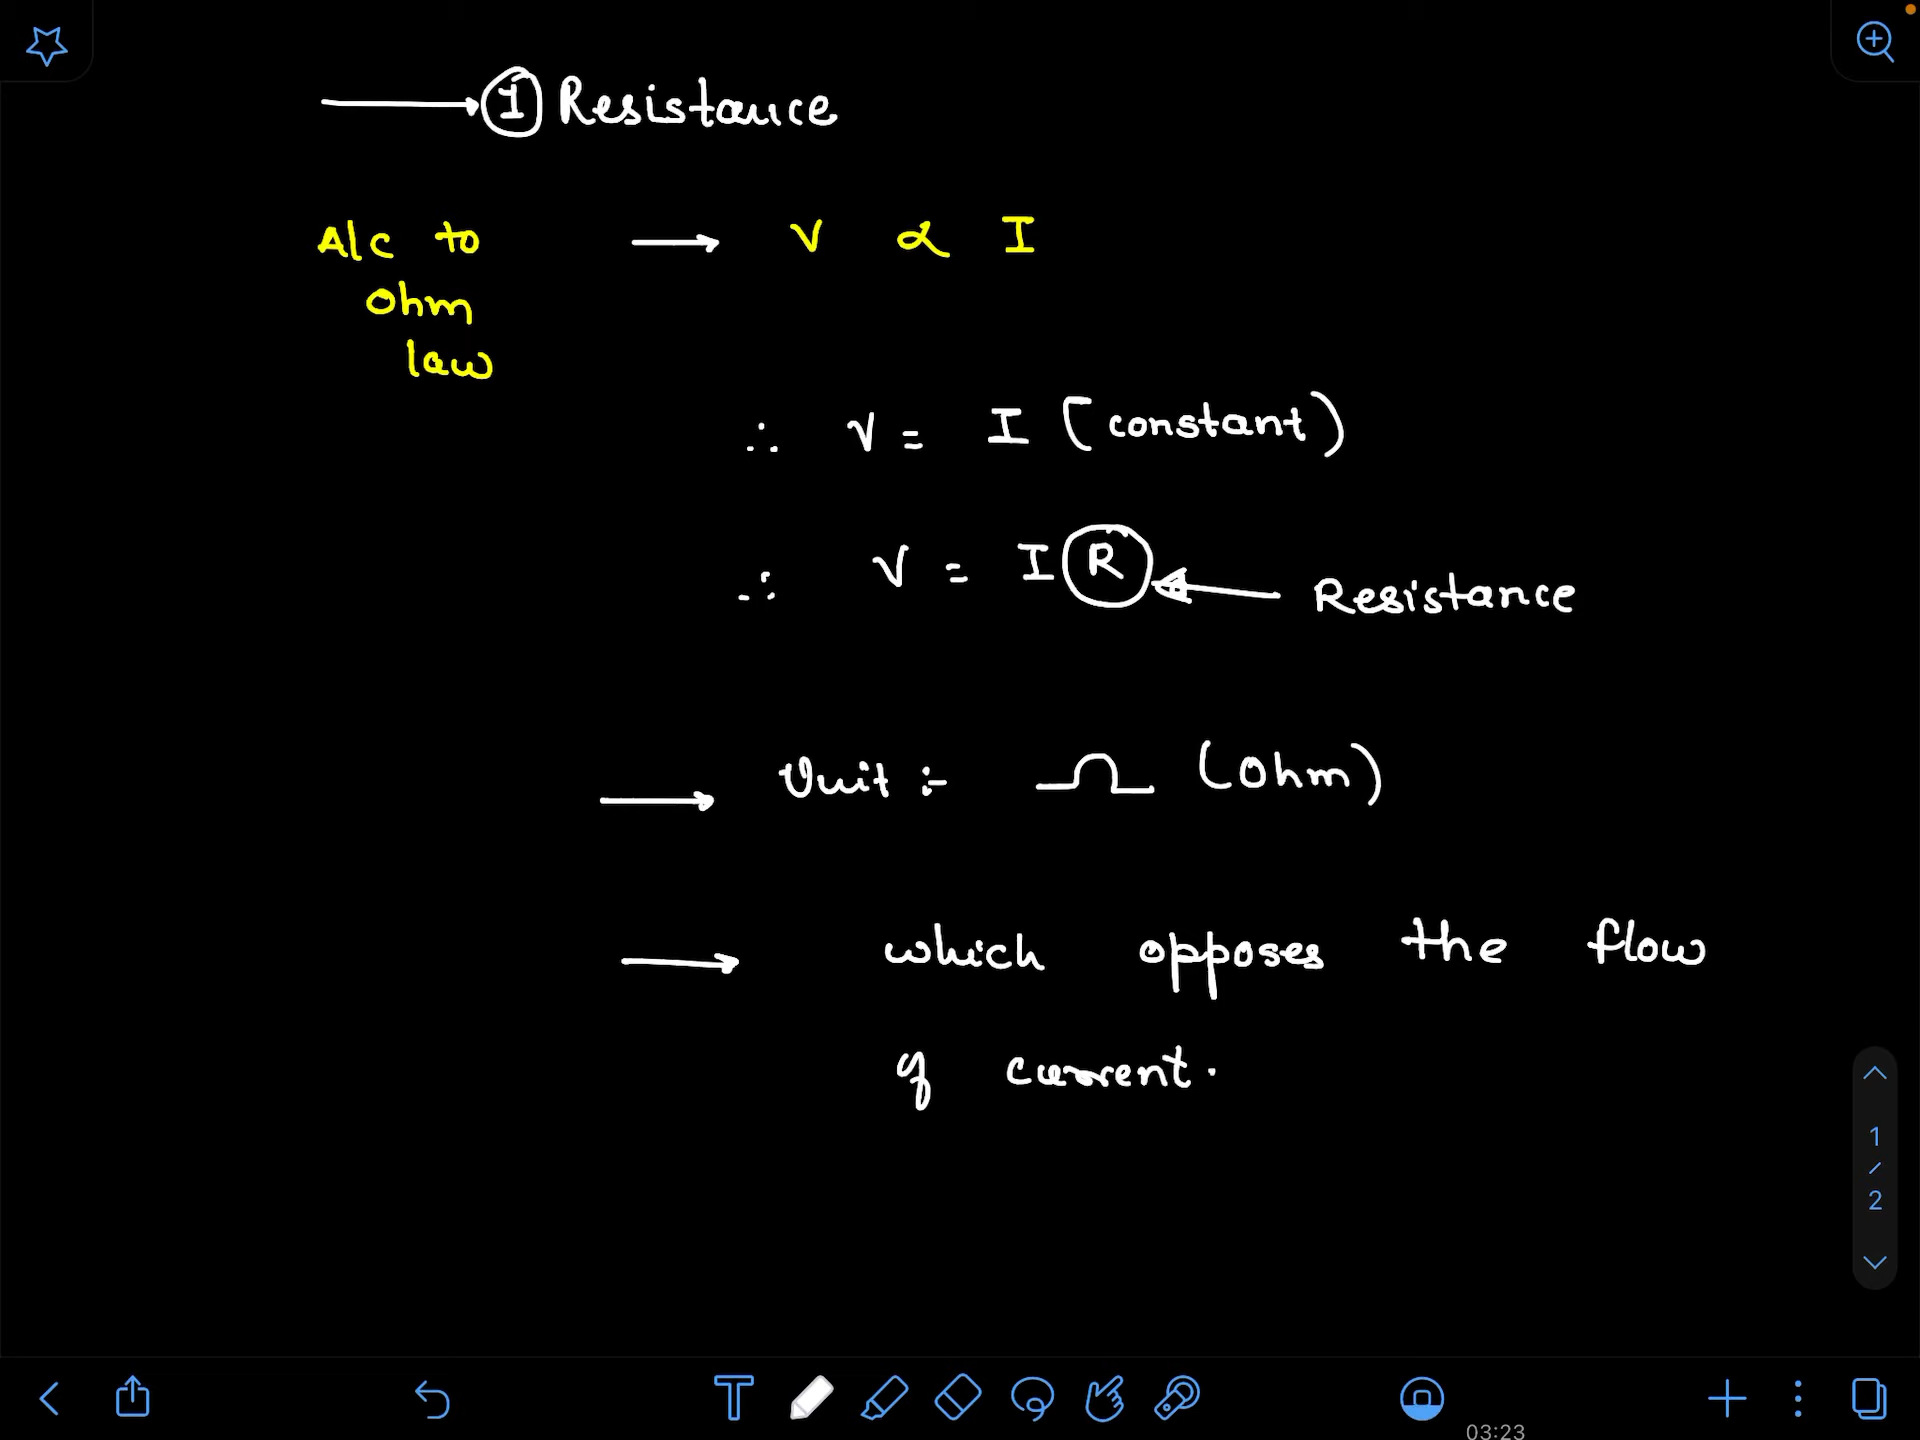 → ① Resistance
A/c to → V ∝ I
Ohm
law
∴ V = I (constant)
∴ V = I R ← Resistance
→ Unit :- Ω (Ohm)
→ which opposes the flow
of current.
1
/
2
03:23